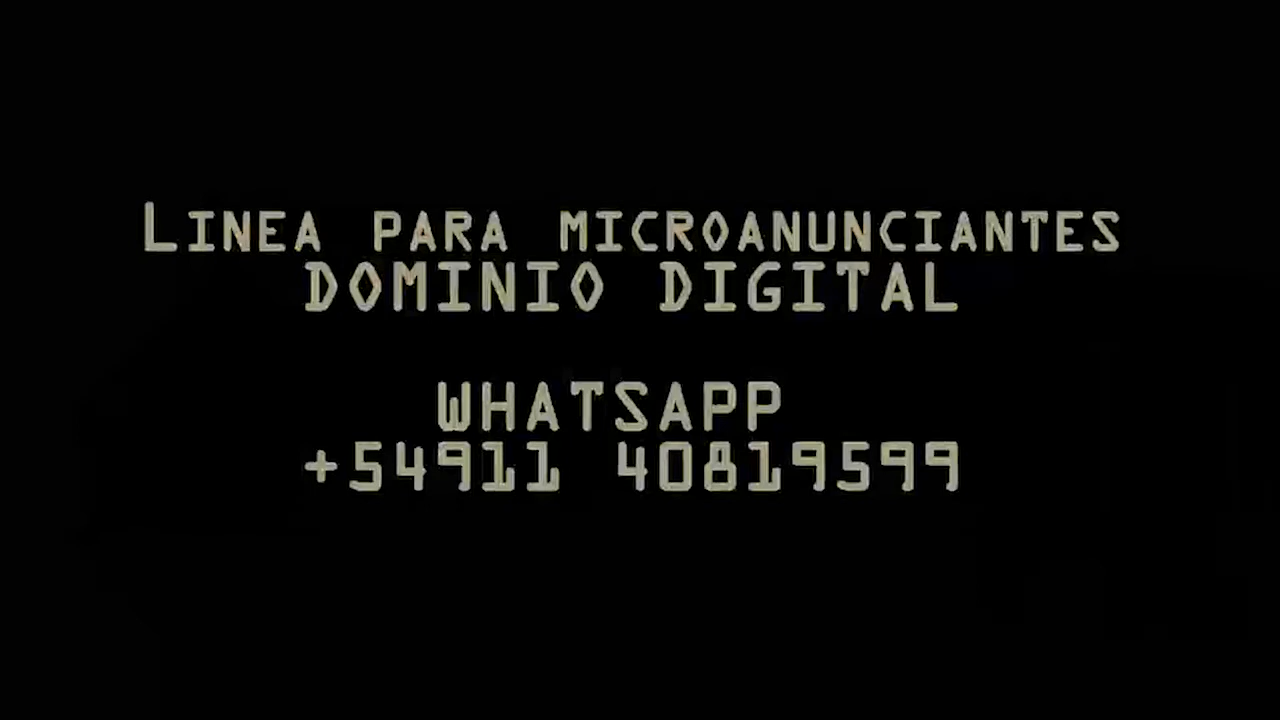 LINEA PARA MICROANUNCIANTES
DOMINIO DIGITAL
WHATSAPP
+54911 40819599